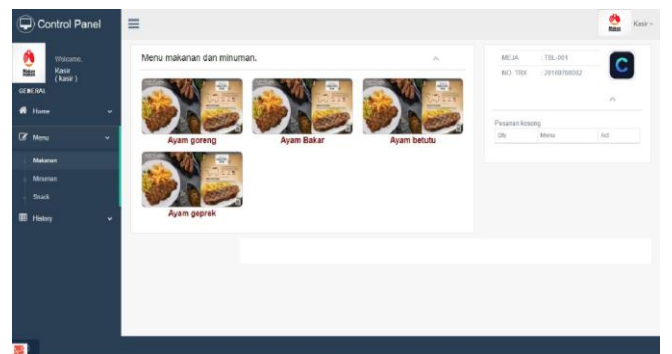 Control Panel
Kasir
Welcome,
Kasir
( kasir )
GENERAL
Home
Menu
Makanan
Minuman
Snack
History
Menu makanan dan minuman.
Ayam goreng
Ayam Bakar
Ayam betutu
Ayam geprek
MEJA : TBL-001
NO. TRX
Pesanan kosong
Qty Menu Act